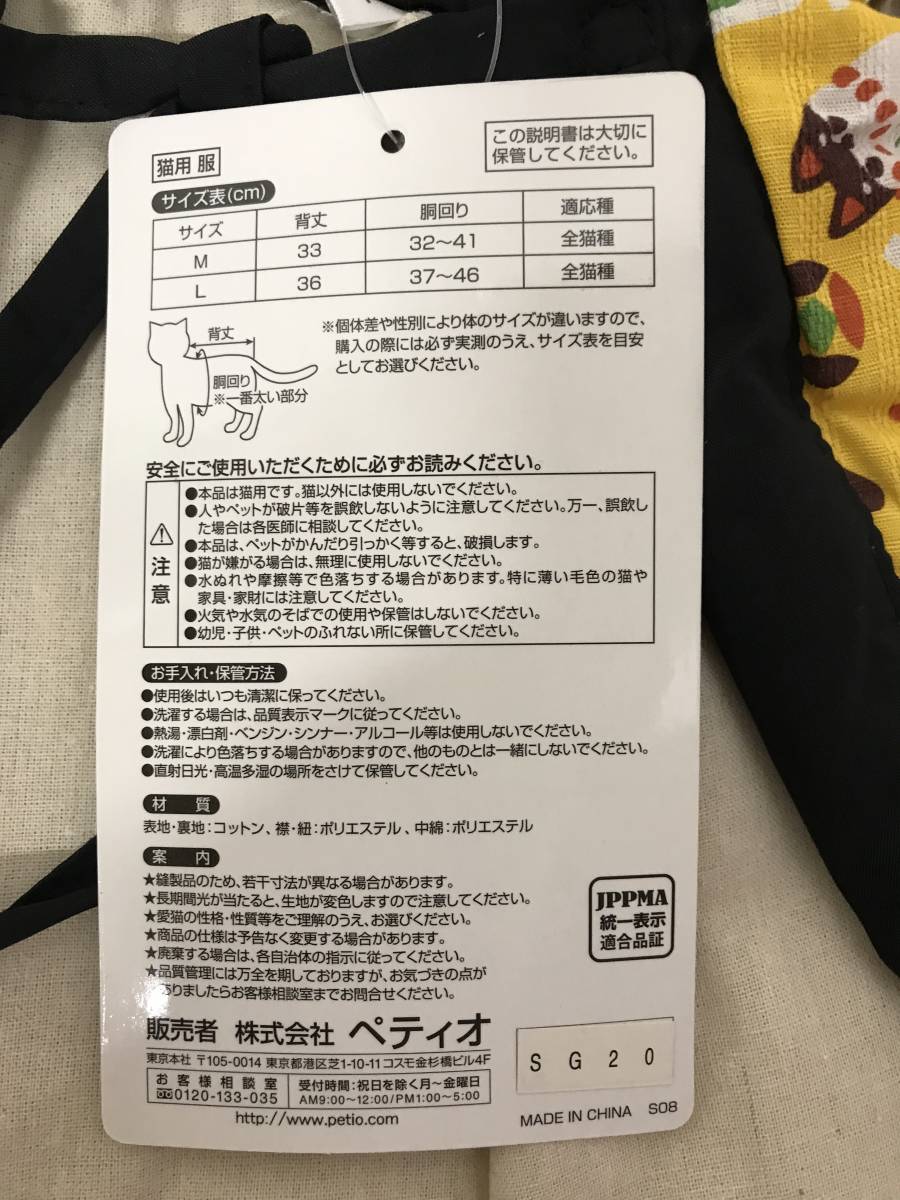 この説明書は大切に
保管してください。
猫用 服
サイズ表(cm)
サイズ 背丈 胴回り 適応種
M 33 32〜41 全猫種
L 36 37〜46 全猫種
背丈
胴回り
※一番太い部分
※個体差や性別により体のサイズが違いますので、
購入の際には必ず実測のうえ、サイズ表を目安
としてお選びください。
安全にご使用いただくために必ずお読みください。
注意
●本品は猫用です。猫以外には使用しないでください。
●人やペットが破片等を誤飲しないように注意してください。万一、誤飲し
た場合は各医師に相談してください。
●本品は、ペットがかんだり引っかく等すると、破損します。
●猫が嫌がる場合は、無理に使用しないでください。
●水ぬれや摩擦等で色落ちする場合があります。特に薄い毛色の猫や
家具・家財には注意してください。
●火気や水気のそばでの使用や保管はしないでください。
●幼児・子供・ペットのふれない所に保管してください。
お手入れ・保管方法
●使用後はいつも清潔に保ってください。
●洗濯する場合は、品質表示マークに従ってください。
●熱湯・漂白剤・ベンジン・シンナー・アルコール等は使用しないでください。
●洗濯により色落ちする場合がありますので、他のものとは一緒にしないでください。
●直射日光・高温多湿の場所をさけて保管してください。
材 質
表地・裏地:コットン、襟・紐:ポリエステル、中綿:ポリエステル
案 内
★縫製品のため、若干寸法が異なる場合があります。
★長期間光が当たると、生地が変色しますので注意してください。
★愛猫の性格・性質等をご理解のうえ、お選びください。
★商品の仕様は予告なく変更する場合があります。
★廃棄する場合は、各自治体の指示に従ってください。
★品質管理には万全を期しておりますが、お気づきの点が
ありましたらお客様相談室までお問合せください。
JPPMA
統一表示
適合品証
販売者 株式会社 ペティオ
東京本社 〒105-0014 東京都港区芝1-10-11 コスモ金杉橋ビル4F
お客様相談室
0120-133-035
受付時間:祝日を除く月〜金曜日
AM9:00〜12:00/PM1:00〜5:00
http://www.petio.com
S G 2 0
MADE IN CHINA S08